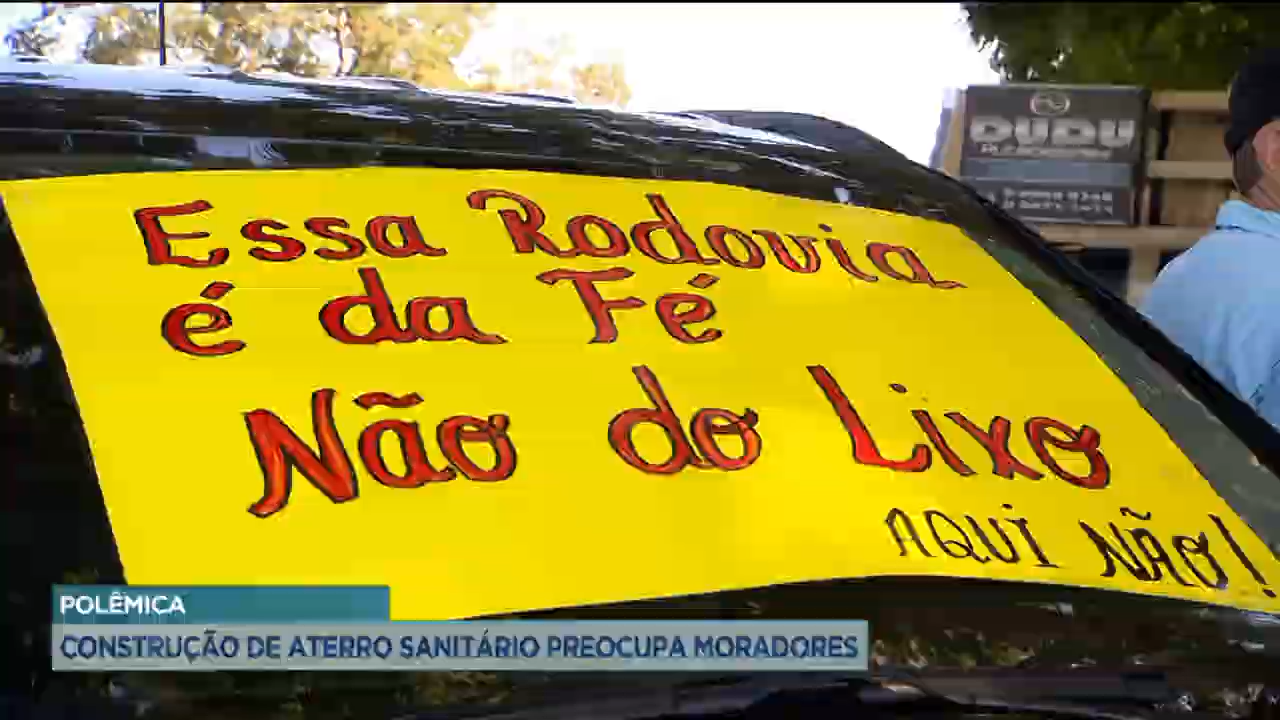 DUDU
Essa Rodovia
é da Fé
Não do Lixo
AQUI NÃO!
POLÊMICA
CONSTRUÇÃO DE ATERRO SANITÁRIO PREOCUPA MORADORES